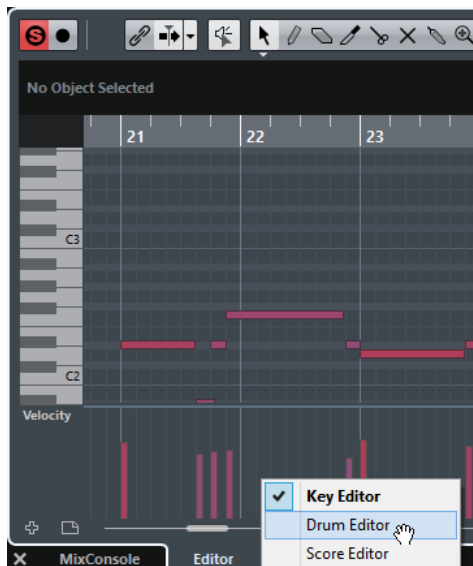 S
No Object Selected
21 22 23
C3
C2
Velocity
Key Editor
Drum Editor
Score Editor
MixConsole Editor